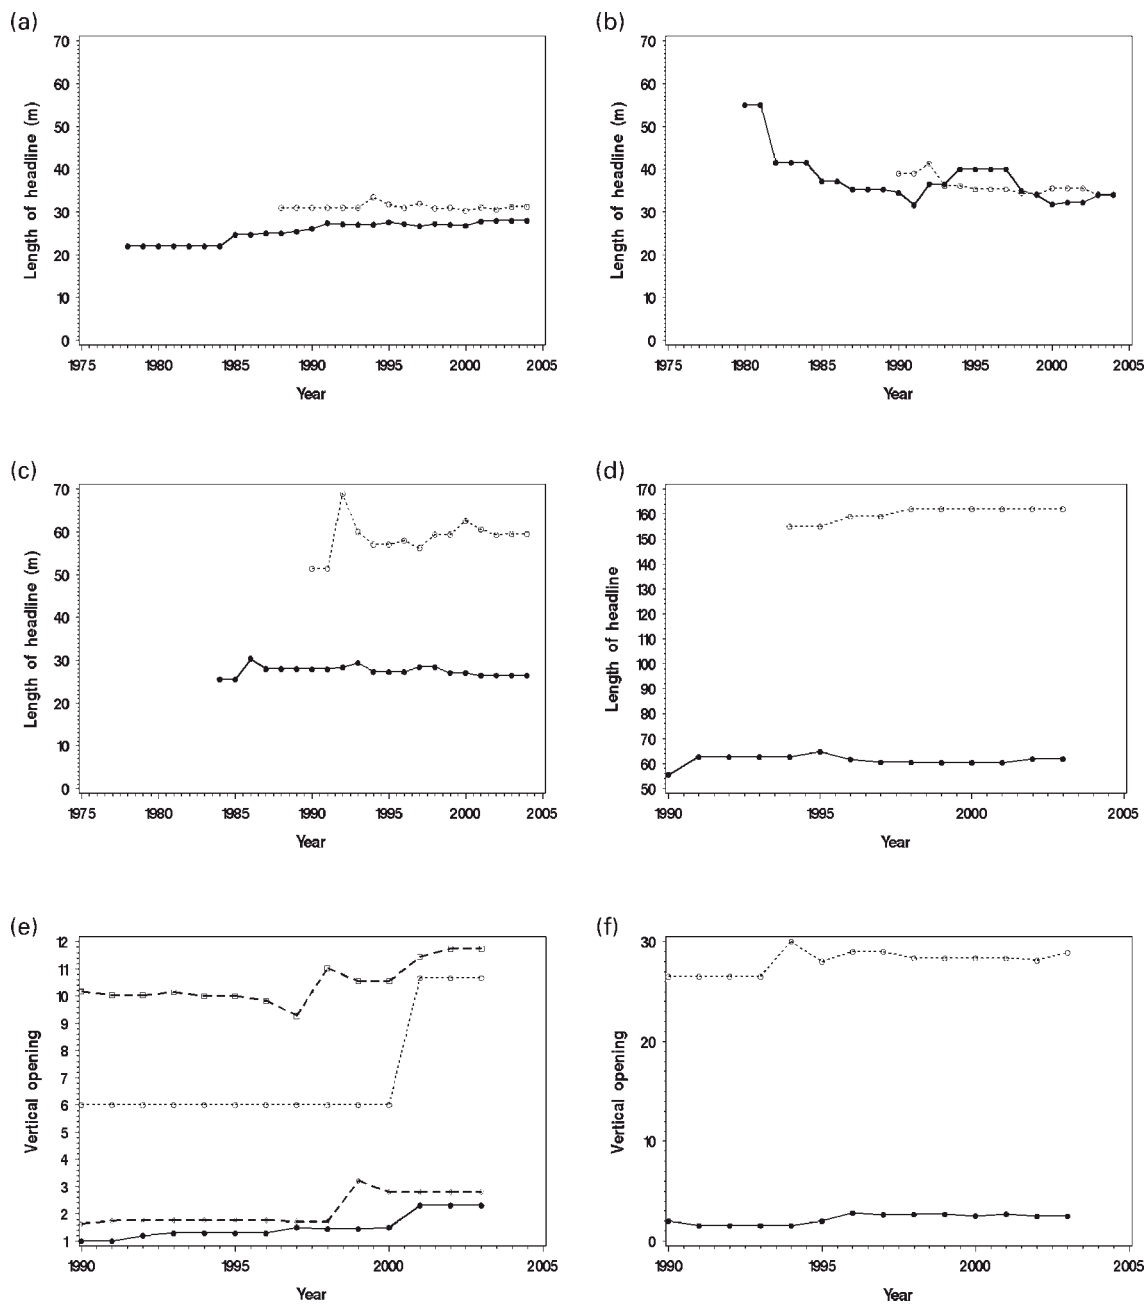 (a)
70
60
50
40
30
20
10
0
Length of headline (m)
1975 1980 1985 1990 1995 2000 2005
Year
(b)
70
60
50
40
30
20
10
0
Length of headline (m)
1975 1980 1985 1990 1995 2000 2005
Year
(c)
70
60
50
40
30
20
10
0
Length of headline (m)
1975 1980 1985 1990 1995 2000 2005
Year
(d)
170
160
150
140
130
120
110
100
90
80
70
60
50
Length of headline
1990 1995 2000 2005
Year
(e)
12
11
10
9
8
7
6
5
4
3
2
1
Vertical opening
1990 1995 2000 2005
Year
(f)
30
20
10
0
Vertical opening
1990 1995 2000 2005
Year